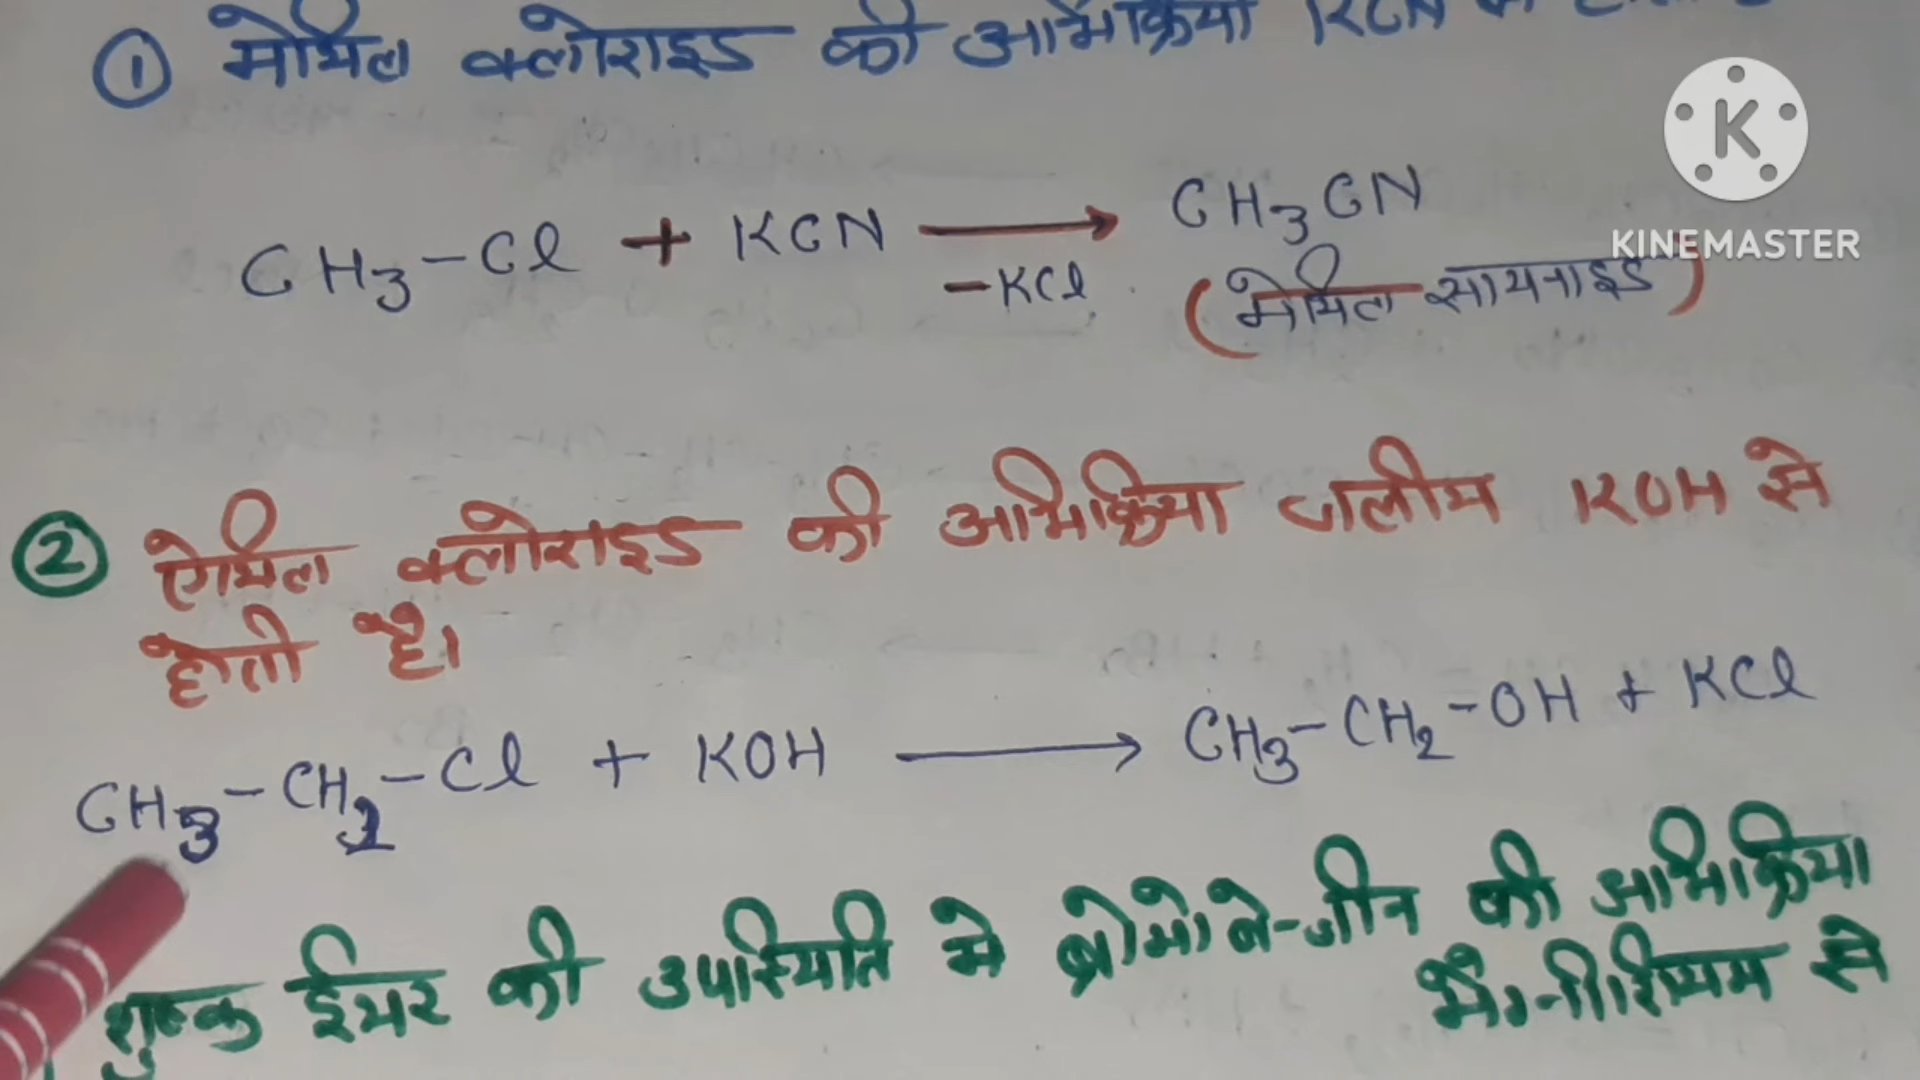 ① मेथिल क्लोराइड की अभिक्रिया KCN
CH₃-Cl + KCN → CH₃CN
-KCl
(मेथिल सायनाइड)
KINEMASTER
② ऐथिल क्लोराइड की अभिक्रिया जलीय KOH से
होती है।
CH₃-CH₂-Cl + KOH → CH₃-CH₂-OH + KCl
शुष्क ईथर की उपस्थिति मे ब्रोमोबेन्जीन की अभिक्रिया
मैग्नीशियम से